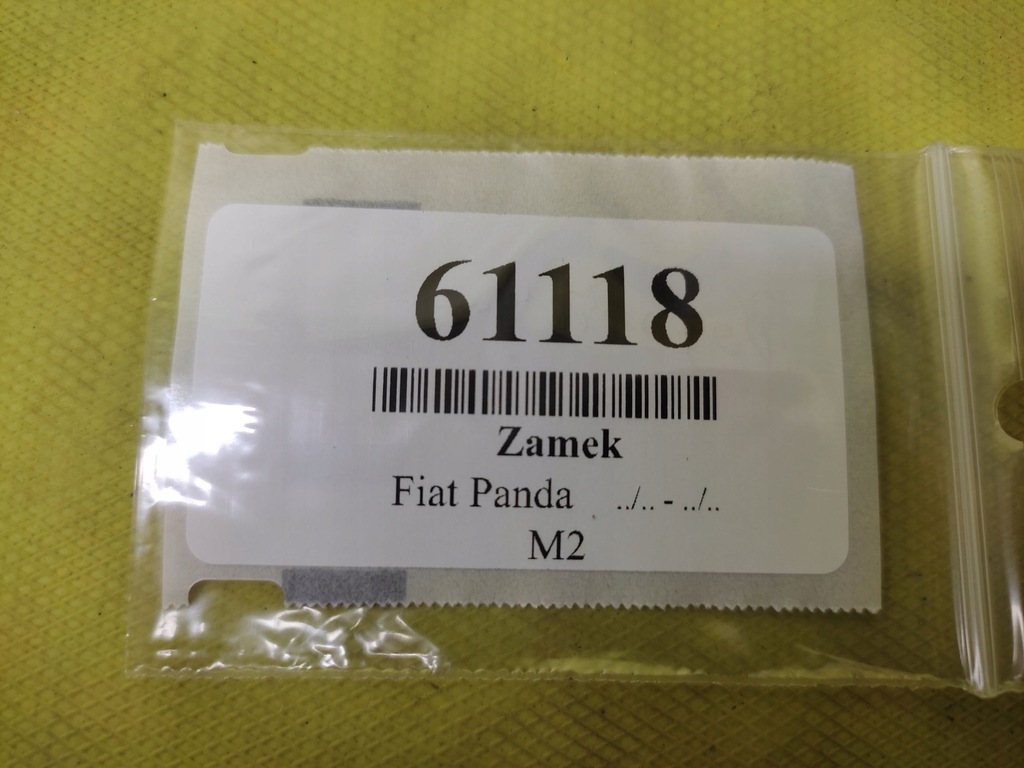 61118
Zamek
Fiat Panda ../.. - ../..
M2